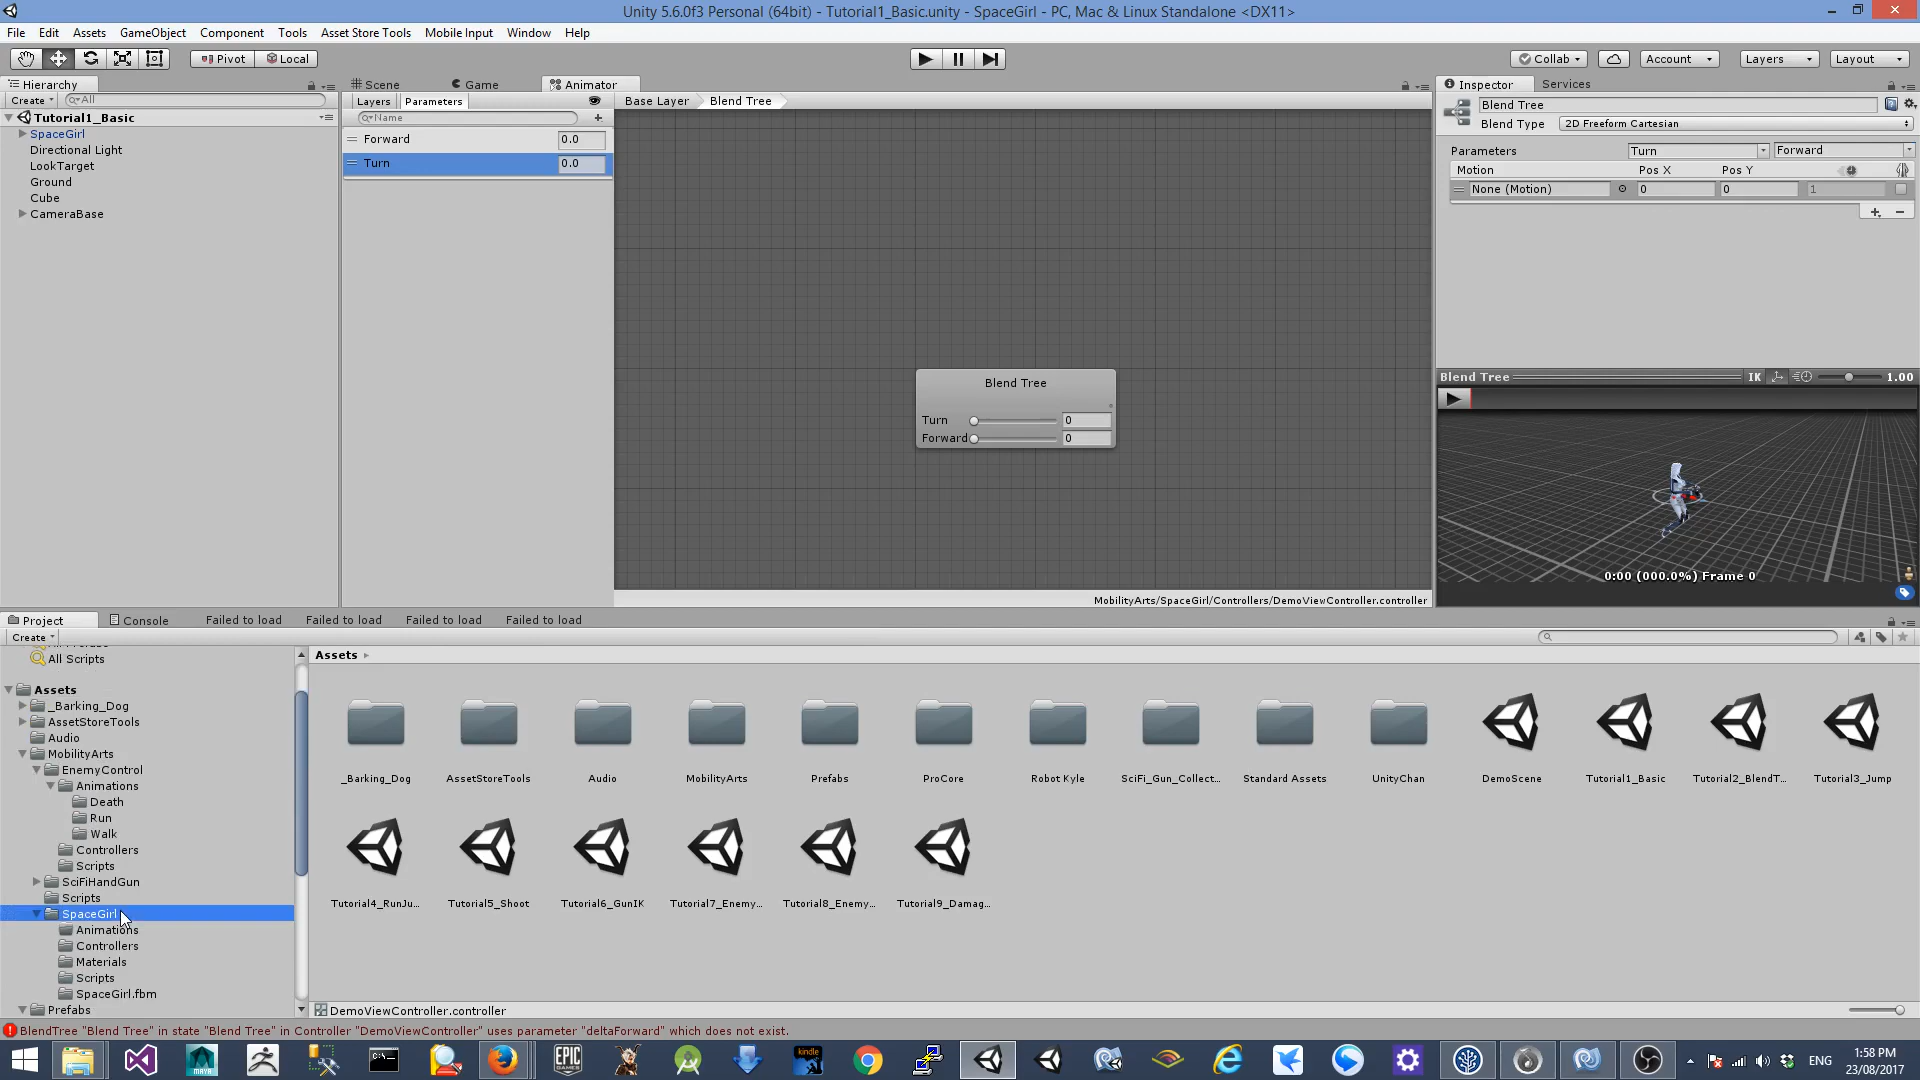 Unity 5.6.0f3 Personal (64bit) - Tutorial1_Basic.unity - SpaceGirl - PC, Mac & Linux Standalone <DX11>
File Edit Assets GameObject Component Tools Asset Store Tools Mobile Input Window Help
Pivot Local Collab Account Layers Layout
Hierarchy
Create All
Tutorial1_Basic
SpaceGirl
Directional Light
LookTarget
Ground
Cube
CameraBase
Scene Game Animator
Layers Parameters
Name
Forward 0.0
Turn 0.0
Base Layer Blend Tree
Blend Tree
Turn 0
Forward 0
MobilityArts/SpaceGirl/Controllers/DemoViewController.controller
Inspector Services
Blend Tree
Blend Type 2D Freeform Cartesian
Parameters Turn Forward
Motion Pos X Pos Y
None (Motion) 0 0 1
Blend Tree IK 1.00
0:00 (000.0%) Frame 0
Project Console Failed to load Failed to load Failed to load Failed to load
Create
All Scripts
Assets
_Barking_Dog
AssetStoreTools
Audio
MobilityArts
EnemyControl
Animations
Death
Run
Walk
Controllers
Scripts
SciFiHandGun
Scripts
SpaceGirl
Animations
Controllers
Materials
Scripts
SpaceGirl.fbm
Prefabs
Assets
_Barking_Dog AssetStoreTools Audio MobilityArts Prefabs ProCore Robot Kyle SciFi_Gun_Collect... Standard Assets UnityChan DemoScene Tutorial1_Basic Tutorial2_BlendT... Tutorial3_Jump
Tutorial4_RunJu... Tutorial5_Shoot Tutorial6_GunIK Tutorial7_Enemy... Tutorial8_Enemy... Tutorial9_Damag...
DemoViewController.controller
BlendTree "Blend Tree" in state "Blend Tree" in Controller "DemoViewController" uses parameter "deltaForward" which does not exist.
MAYA EPIC GAMES kindle
ENG
1:58 PM
23/08/2017